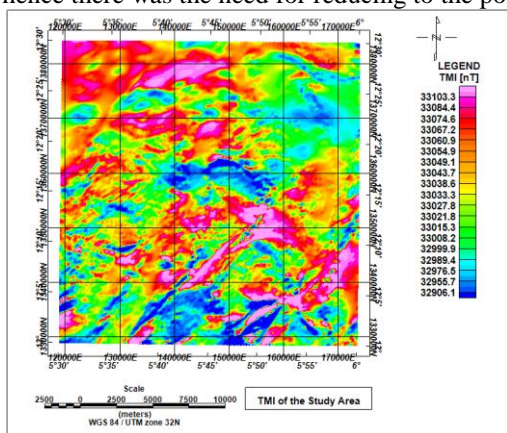 hence there was the need for reducing to the po
5°30' 5°35' 5°40' 5°45' 5°50' 5°55' 6°
120000E 130000E 140000E 150000E 160000E 170000E
N
LEGEND
TMI [nT]
33103.3
33084.4
33074.6
33067.2
33060.9
33054.9
33049.1
33043.7
33038.6
33033.3
33027.8
33021.8
33015.3
33008.2
32999.9
32989.4
32976.5
32955.7
32906.1
12°30'
1380000N
12°25'
1370000N
12°20'
1360000N
12°15'
1350000N
1340000N
1330000N
120000E 130000E 140000E 150000E 160000E 170000E
5°30' 5°35' 5°40' 5°45' 5°50' 5°55' 6°
Scale
2500 0 2500 5000 7500 10000
(meters)
WGS 84 / UTM zone 32N
TMI of the Study Area